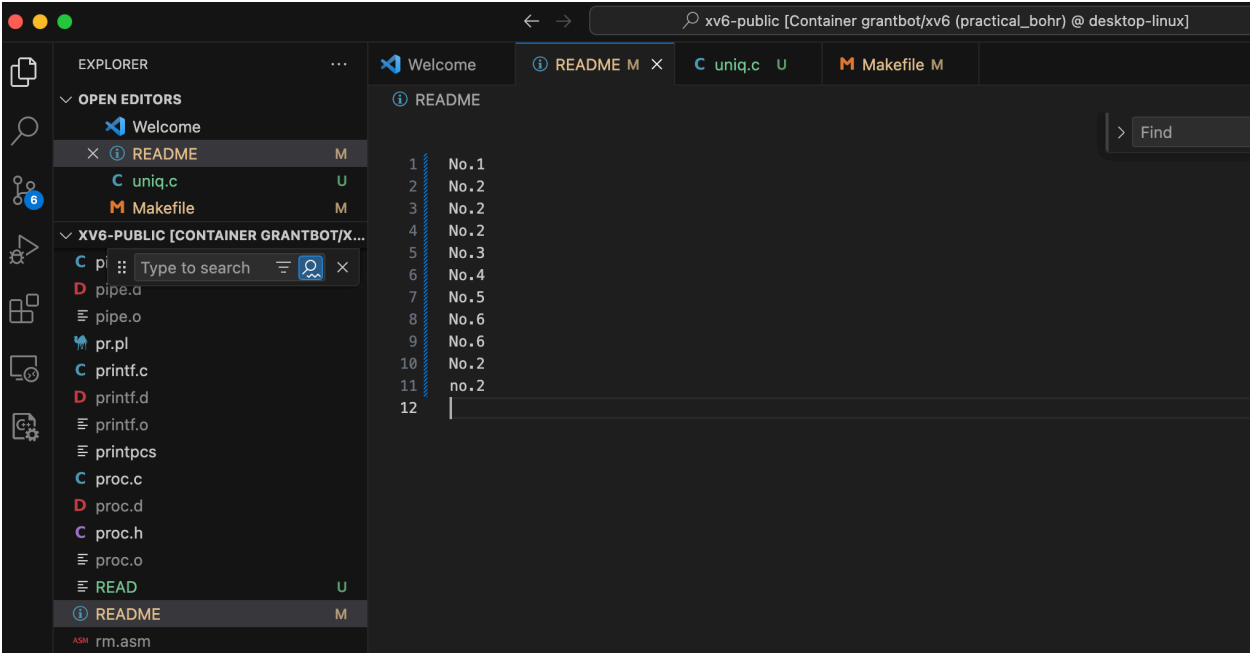 xv6-public [Container grantbot/xv6 (practical_bohr) @ desktop-linux]
EXPLORER
Welcome
README M
C uniq.c U
M Makefile M
OPEN EDITORS
Welcome
README M
C uniq.c U
M Makefile M
6
XV6-PUBLIC [CONTAINER GRANTBOT/X...
C pi
Type to search
D pipe.d
pipe.o
pr.pl
C printf.c
D printf.d
printf.o
printpcs
C proc.c
D proc.d
C proc.h
proc.o
READ U
README M
ASM rm.asm
README
Find
1 No.1
2 No.2
3 No.2
4 No.2
5 No.3
6 No.4
7 No.5
8 No.6
9 No.6
10 No.2
11 no.2
12